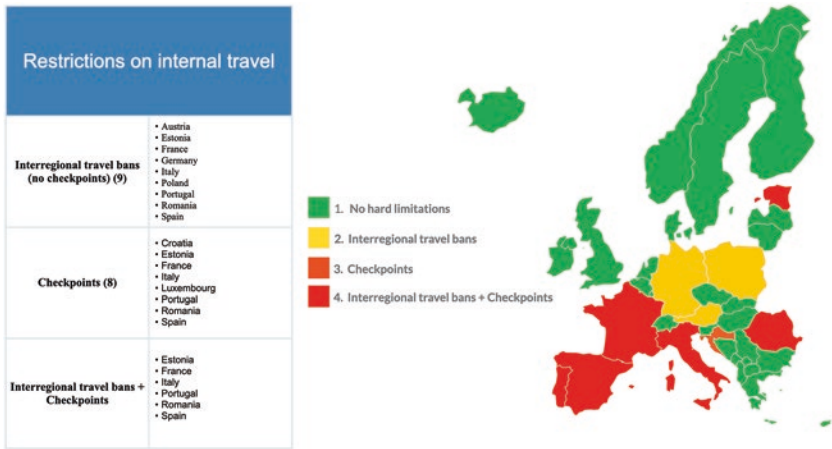 Restrictions on internal travel
Interregional travel bans
(no checkpoints) (9)
• Austria
• Estonia
• France
• Germany
• Italy
• Poland
• Portugal
• Romania
• Spain
Checkpoints (8)
• Croatia
• Estonia
• France
• Italy
• Luxembourg
• Portugal
• Romania
• Spain
Interregional travel bans +
Checkpoints
• Estonia
• France
• Italy
• Portugal
• Romania
• Spain
1. No hard limitations
2. Interregional travel bans
3. Checkpoints
4. Interregional travel bans + Checkpoints